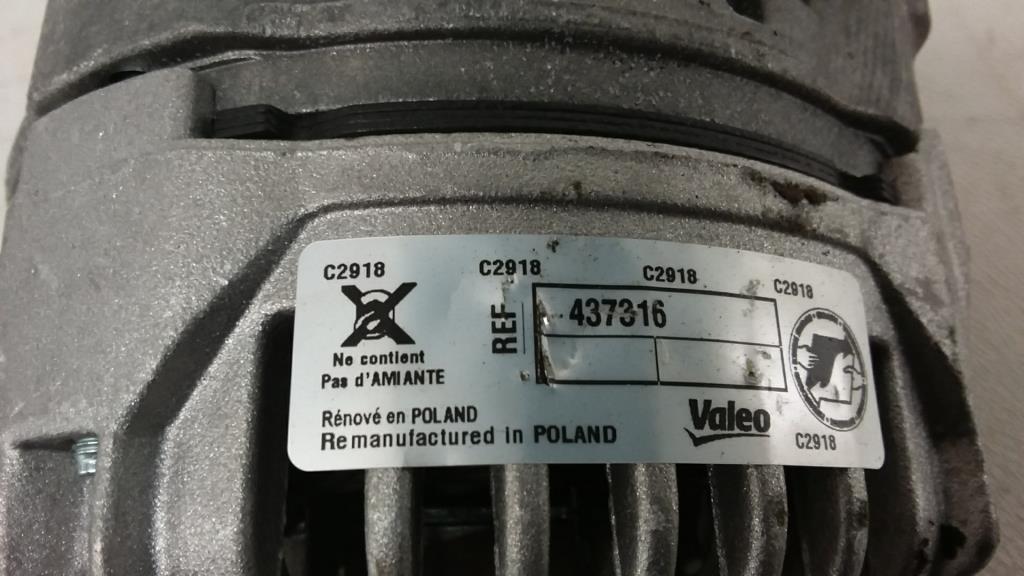 C2918 C2918 C2918 C2918
REF 437316
Ne contient
Pas d'AMIANTE
Rénové en POLAND
Remanufactured in POLAND
Valeo
C2918